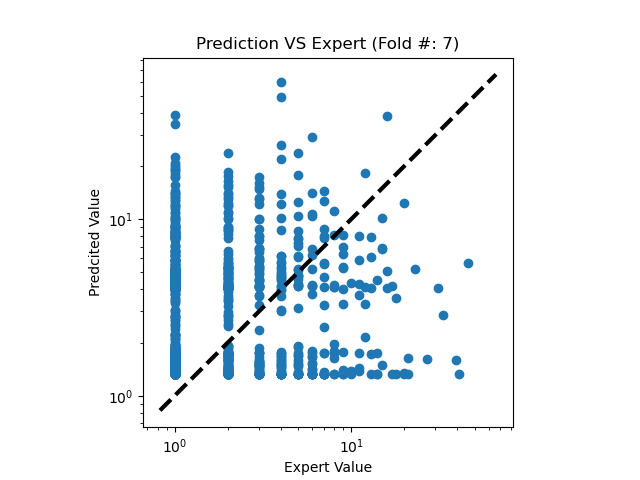 Prediction VS Expert (Fold #: 7)
Predcited Value
10¹
10⁰
10⁰
10¹
Expert Value